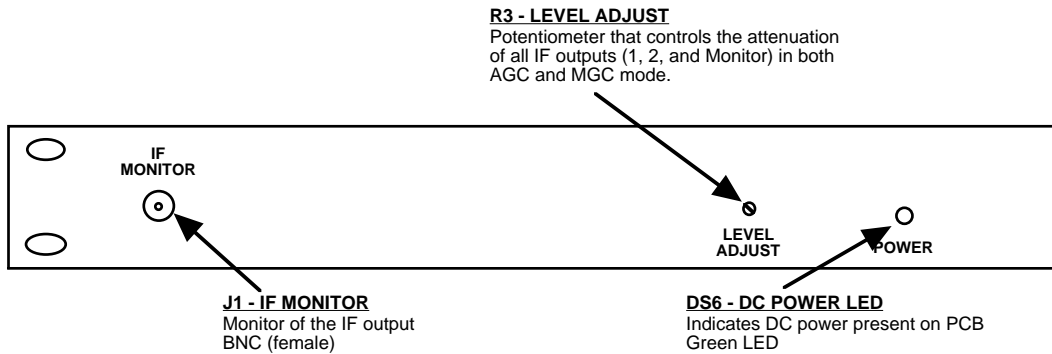 R3 - LEVEL ADJUST
Potentiometer that controls the attenuation
of all IF outputs (1, 2, and Monitor) in both
AGC and MGC mode.
IF
MONITOR
LEVEL
ADJUST
POWER
J1 - IF MONITOR
Monitor of the IF output
BNC (female)
DS6 - DC POWER LED
Indicates DC power present on PCB
Green LED